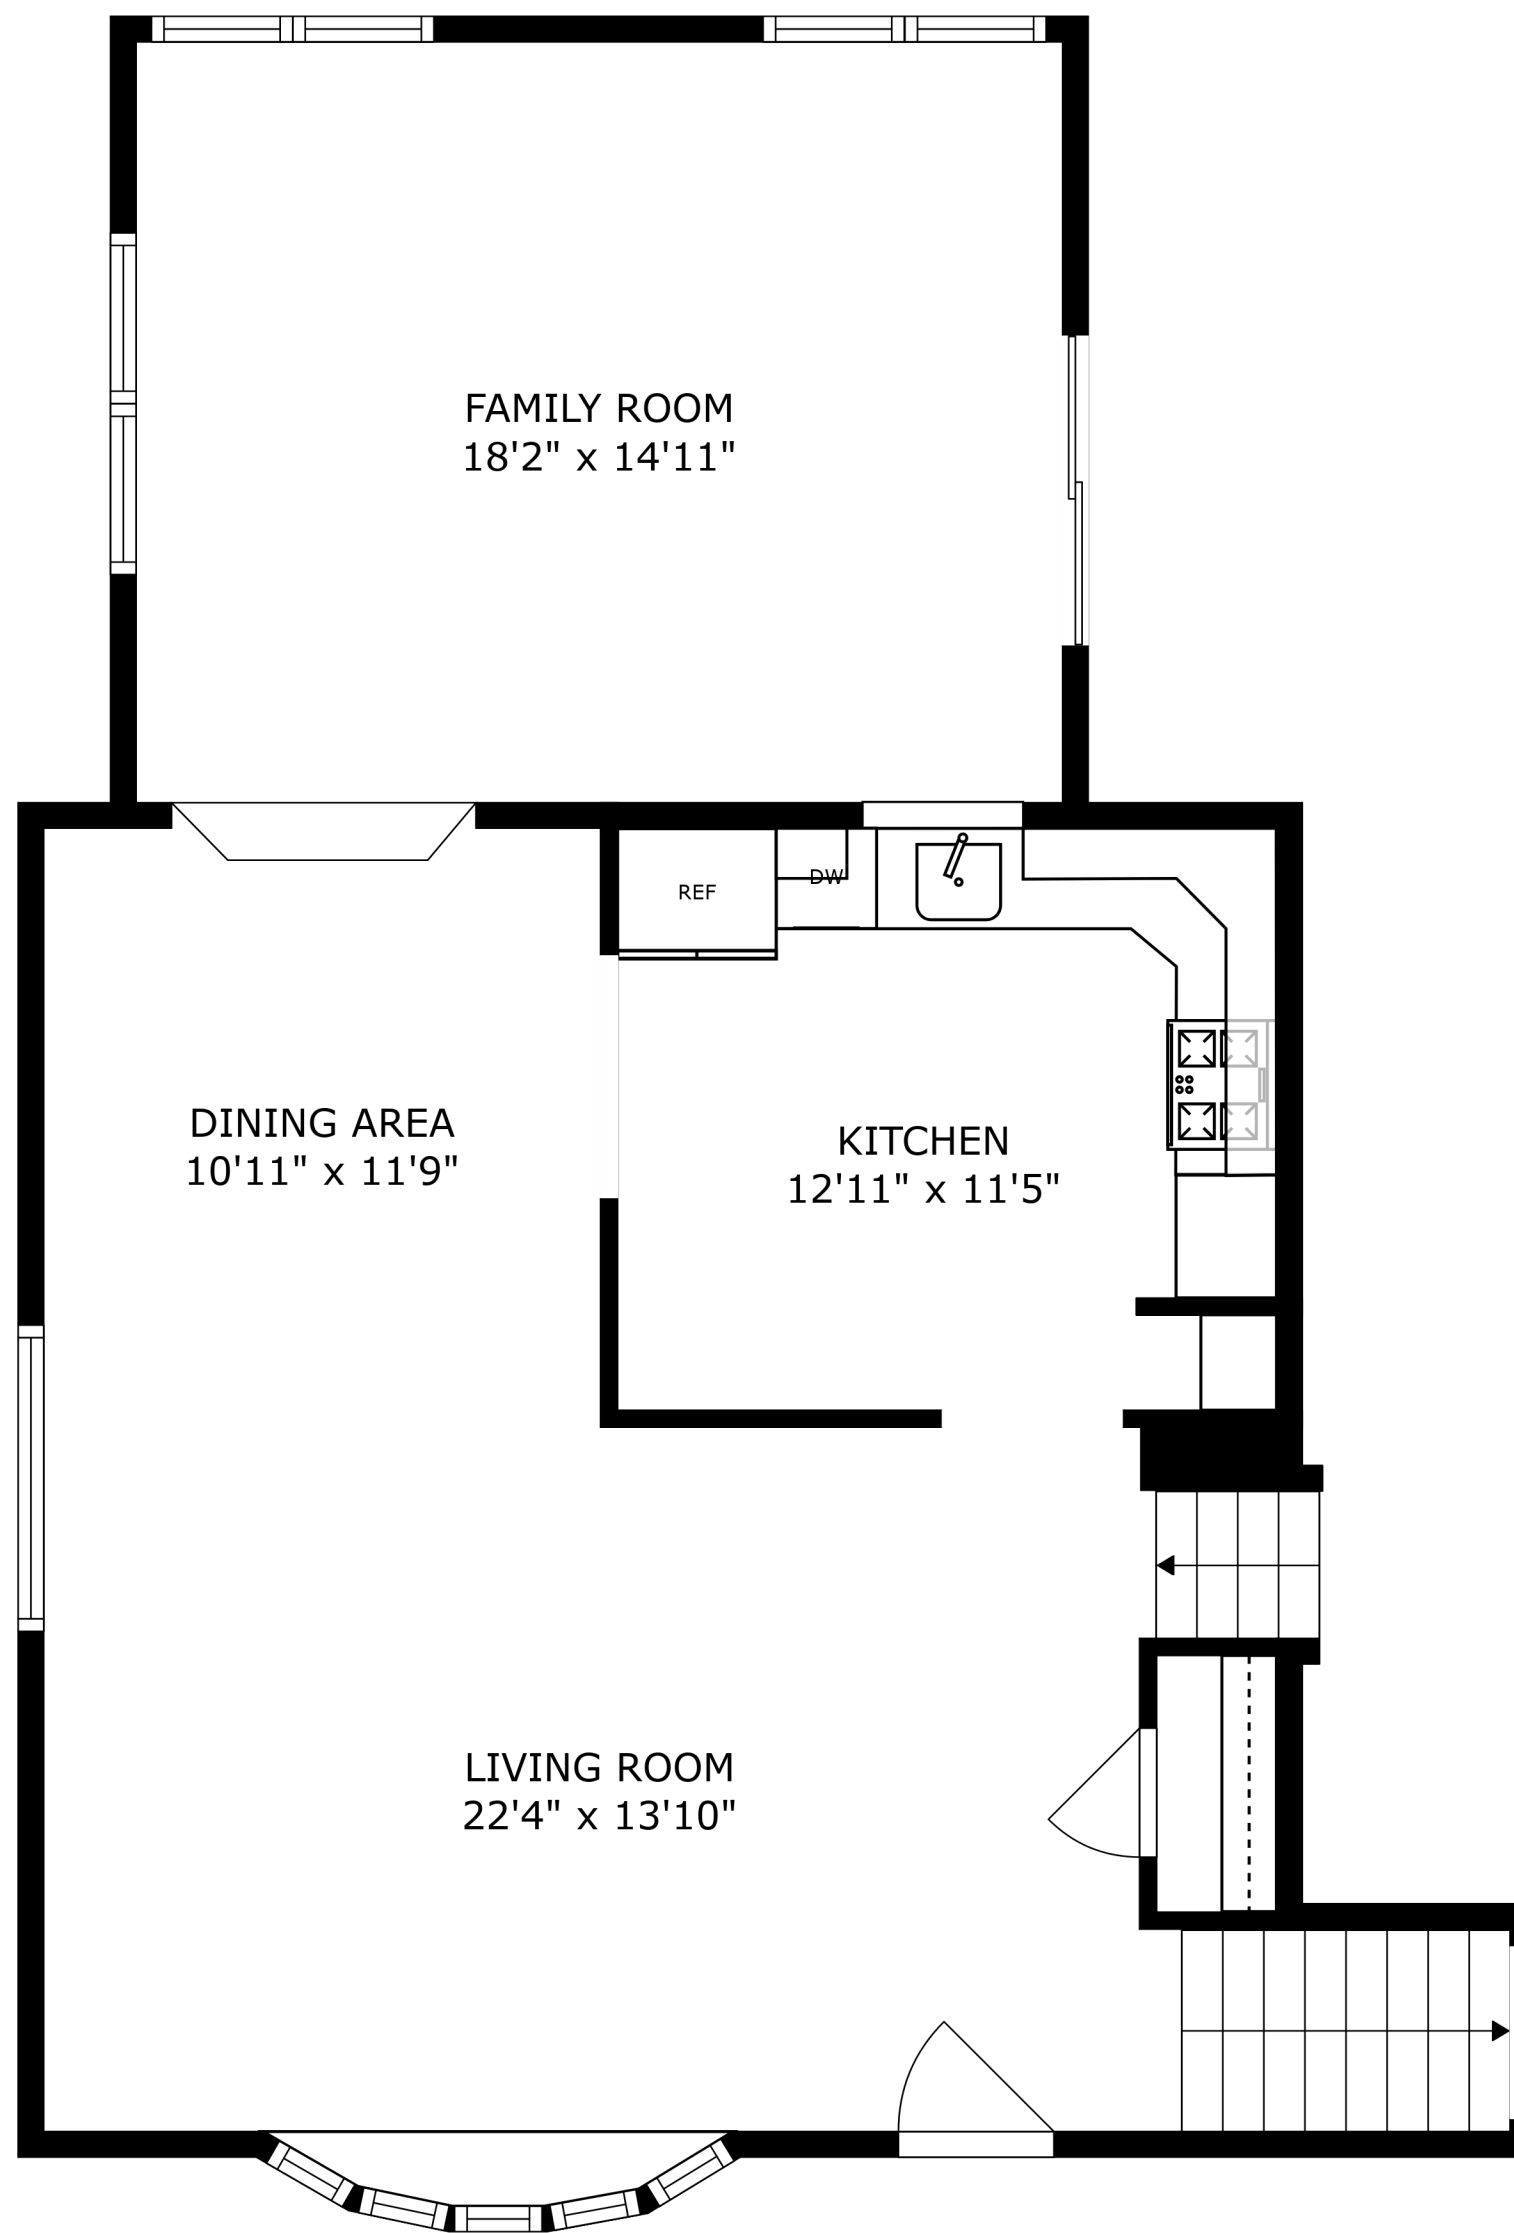 FAMILY ROOM
18'2" x 14'11"
REF
DW
DINING AREA
10'11" x 11'9"
KITCHEN
12'11" x 11'5"
LIVING ROOM
22'4" x 13'10"